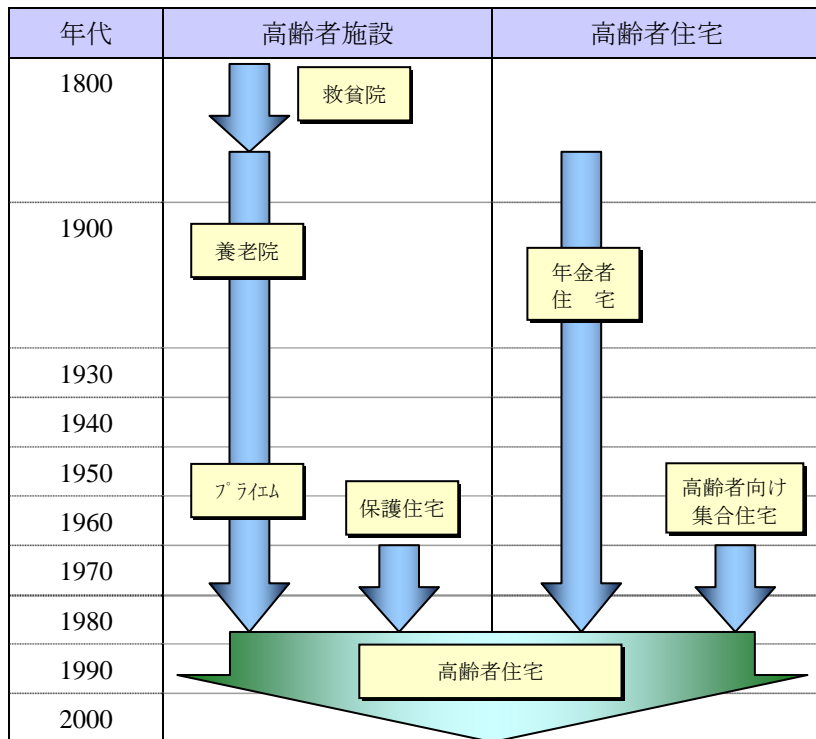 年代 高齢者施設 高齢者住宅
1800
救貧院
1900
養老院
年金者
住　宅
1930
1940
1950
プライエム
高齢者向け
集合住宅
保護住宅
1960
1970
1980
1990
高齢者住宅
2000